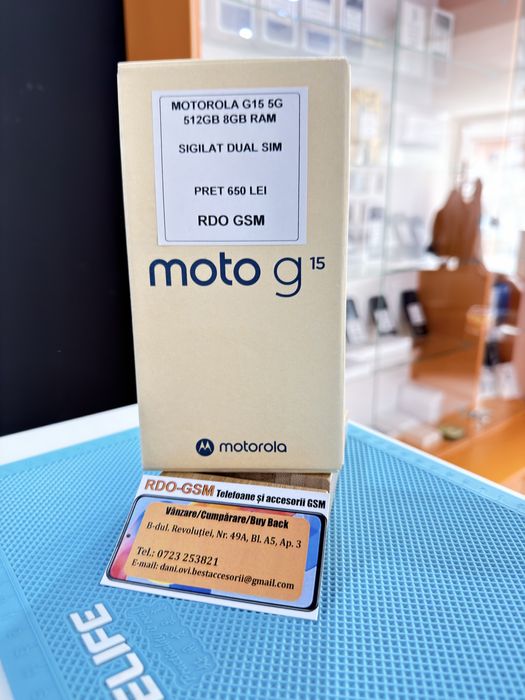 MOTOROLA G15 5G
512GB 8GB RAM
SIGILAT DUAL SIM
PRET 650 LEI
RDO GSM
moto g 15
motorola
RDO-GSM Telefoane și accesorii GSM
Vânzare/Cumpărare/Buy Back
B-dul. Revoluției, Nr. 49A, Bl. A5, Ap. 3
Tel.: 0723 253821
E-mail: dani.ovi.bestaccesorii@gmail.com
ELIFE